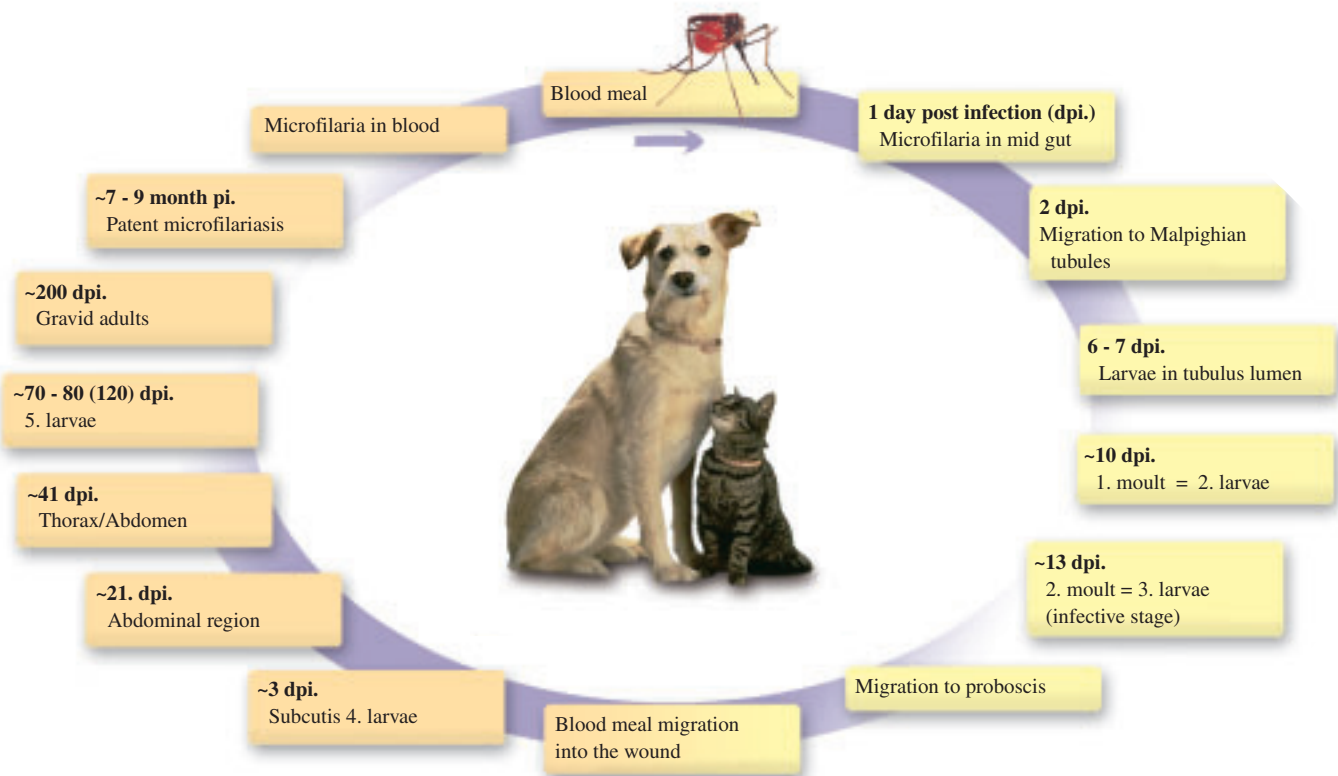 Blood meal
1 day post infection (dpi.)
Microfilaria in mid gut
2 dpi.
Migration to Malpighian
tubules
6 - 7 dpi.
Larvae in tubulus lumen
~10 dpi.
1. moult = 2. larvae
~13 dpi.
2. moult = 3. larvae
(infective stage)
Migration to proboscis
Blood meal migration
into the wound
~3 dpi.
Subcutis 4. larvae
~21. dpi.
Abdominal region
~41 dpi.
Thorax/Abdomen
~70 - 80 (120) dpi.
5. larvae
~200 dpi.
Gravid adults
~7 - 9 month pi.
Patent microfilariasis
Microfilaria in blood